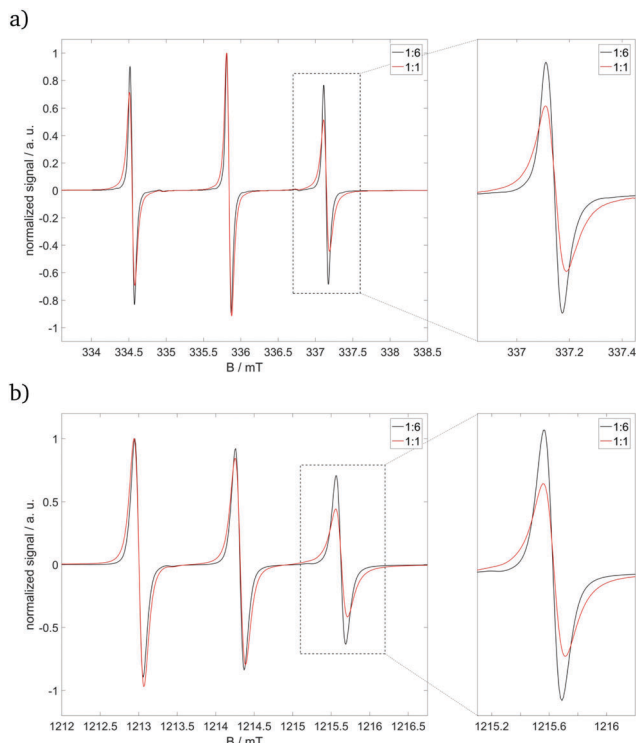 a)
1:6
1:1
1:6
1:1
normalized signal / a. u.
1
0.8
0.6
0.4
0.2
0
-0.2
-0.4
-0.6
-0.8
-1
334 334.5 335 335.5 336 336.5 337 337.5 338 338.5
337 337.2 337.4
B / mT
b)
1:6
1:1
1:6
1:1
normalized signal / a. u.
1
0.5
0
-0.5
-1
1212 1212.5 1213 1213.5 1214 1214.5 1215 1215.5 1216 1216.5
1215.2 1215.6 1216
B / mT